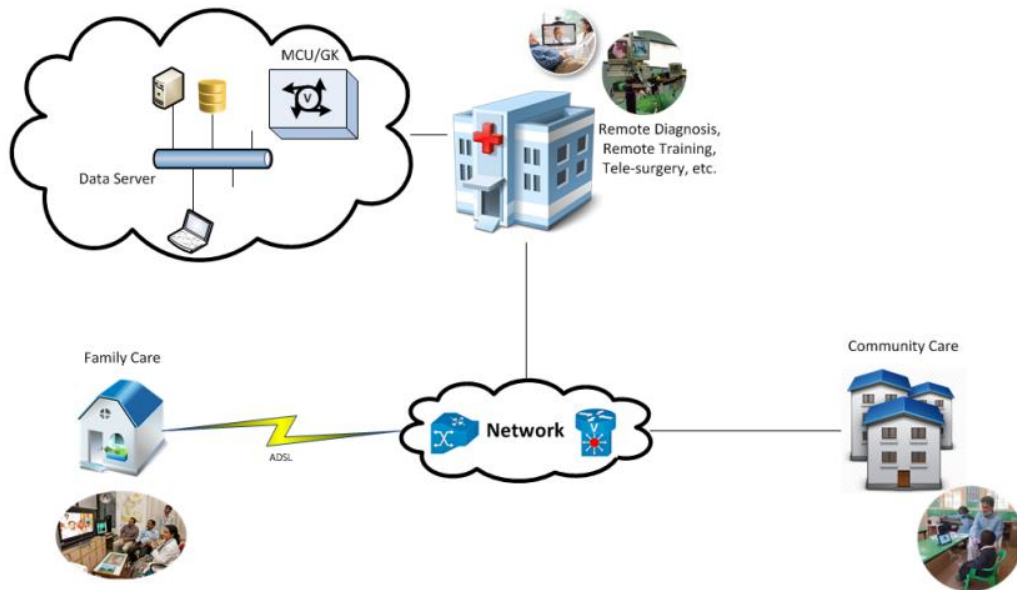 MCU/GK
Data Server
Remote Diagnosis,
Remote Training,
Tele-surgery, etc.
Family Care
Community Care
ADSL
Network
V
V